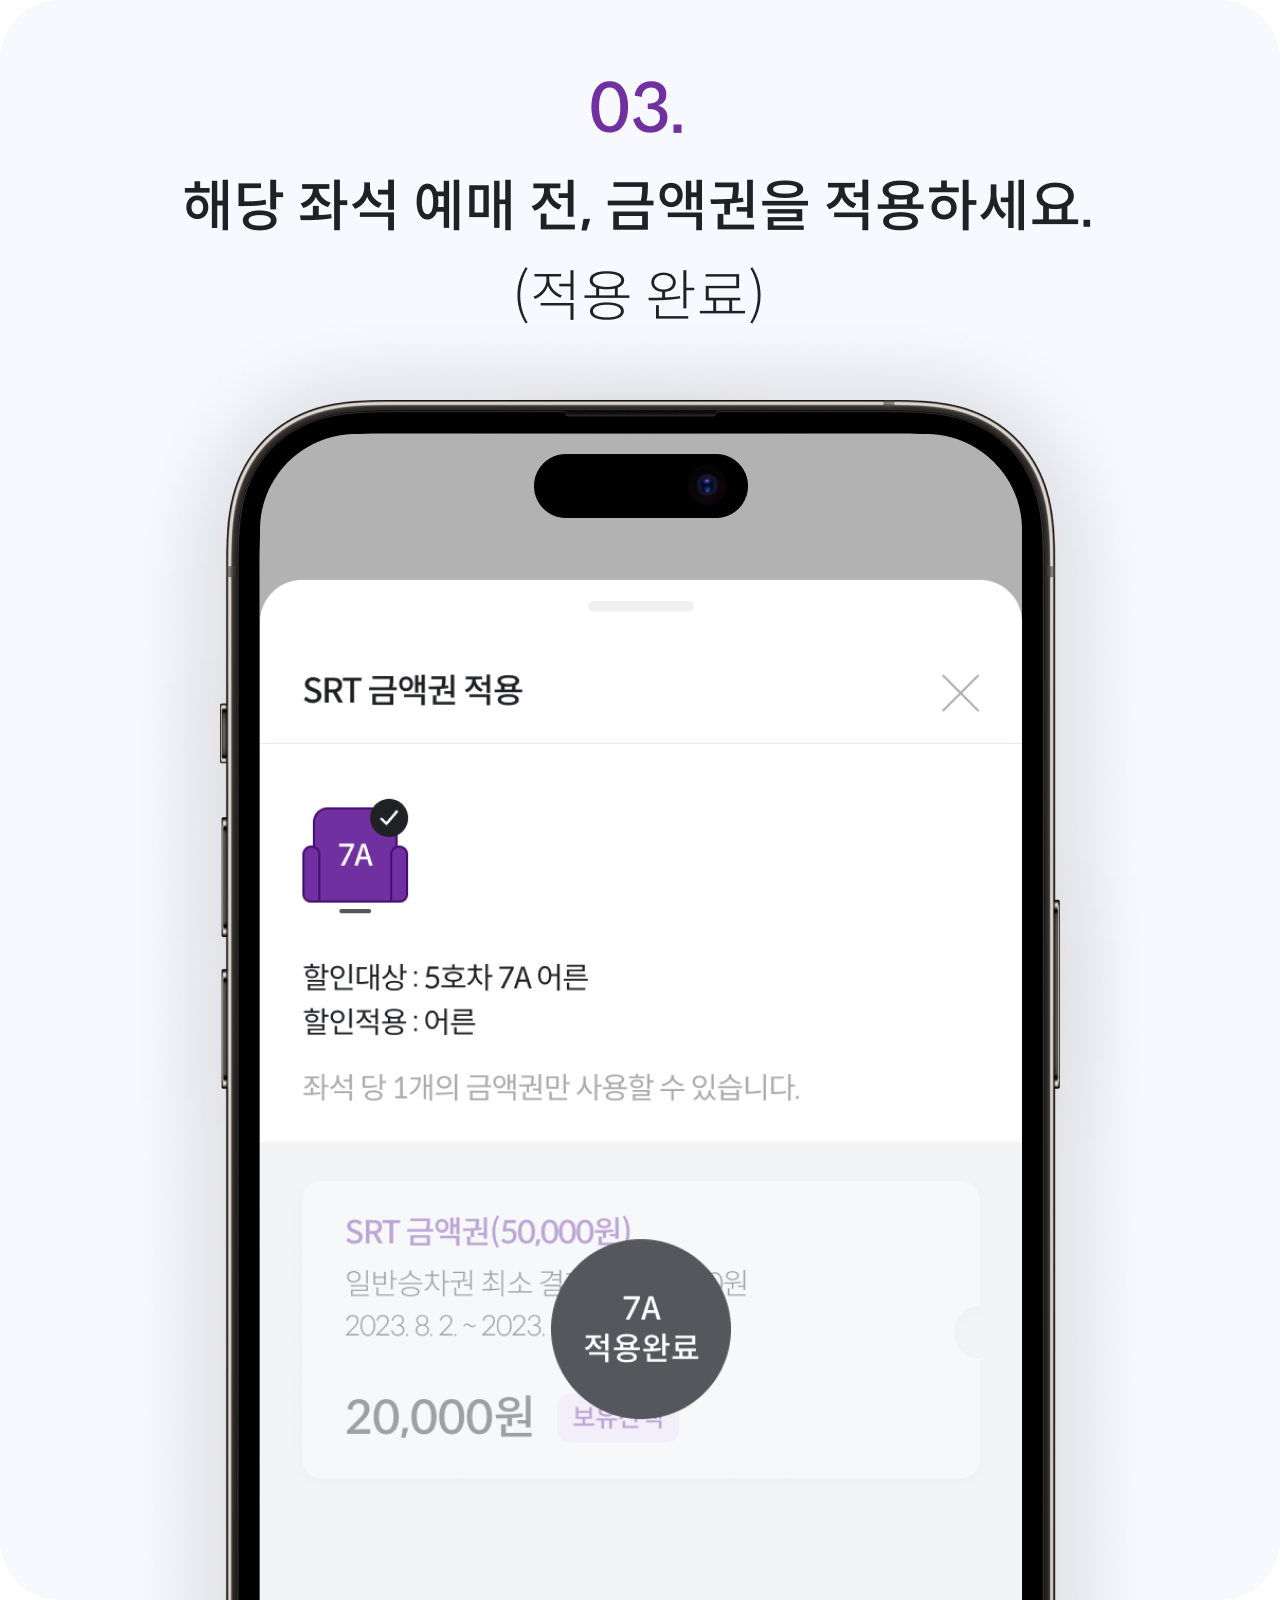 03.
해당 좌석 예매 전, 금액권을 적용하세요.
(적용 완료)
SRT 금액권 적용
7A
할인대상 : 5호차 7A 어른
할인적용 : 어른
좌석 당 1개의 금액권만 사용할 수 있습니다.
SRT 금액권(50,000원)
일반승차권 최소 원
2023. 8. 2. ~ 2023.
7A
적용완료
20,000원